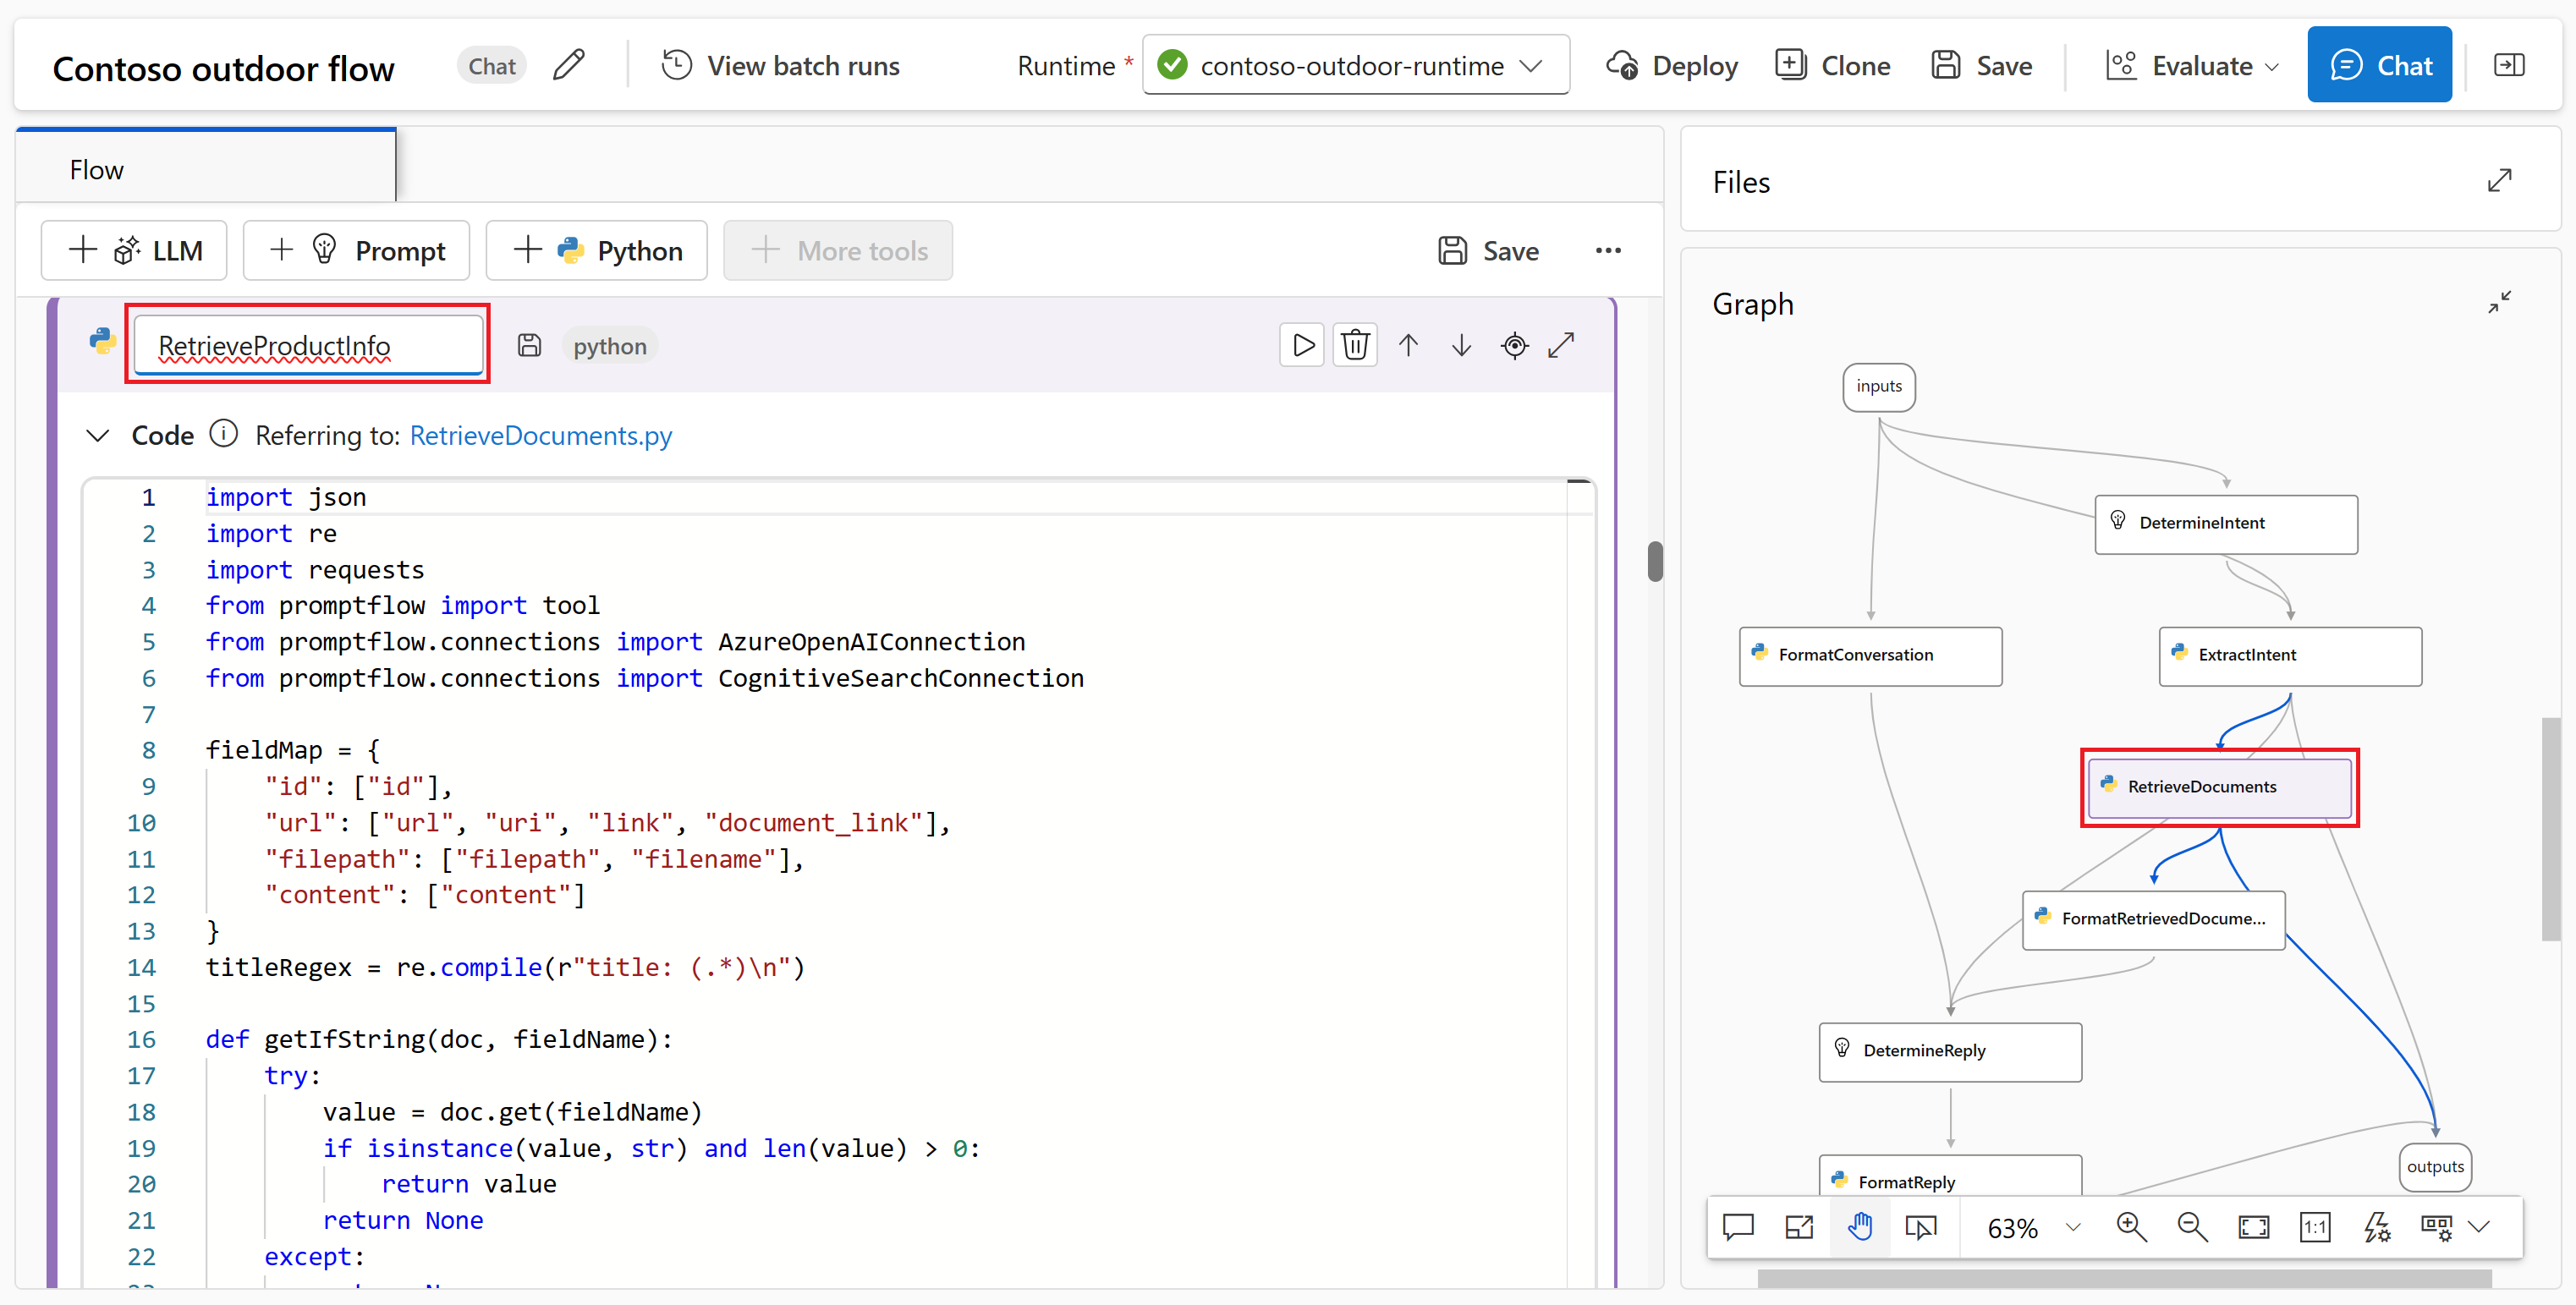 Contoso outdoor flow
Chat
View batch runs
Runtime *
contoso-outdoor-runtime
Deploy
Clone
Save
Evaluate
Chat
Flow
LLM
Prompt
Python
More tools
Save
RetrieveProductInfo
python
Code
Referring to: RetrieveDocuments.py
1 import json
2 import re
3 import requests
4 from promptflow import tool
5 from promptflow.connections import AzureOpenAIConnection
6 from promptflow.connections import CognitiveSearchConnection
7
8 fieldMap = {
9 "id": ["id"],
10 "url": ["url", "uri", "link", "document_link"],
11 "filepath": ["filepath", "filename"],
12 "content": ["content"]
13 }
14 titleRegex = re.compile(r"title: (.*)\n")
15
16 def getIfString(doc, fieldName):
17 try:
18 value = doc.get(fieldName)
19 if isinstance(value, str) and len(value) > 0:
20 return value
21 return None
22 except:
Files
Graph
inputs
DetermineIntent
FormatConversation
ExtractIntent
RetrieveDocuments
FormatRetrievedDocume...
DetermineReply
FormatReply
outputs
63%
1:1